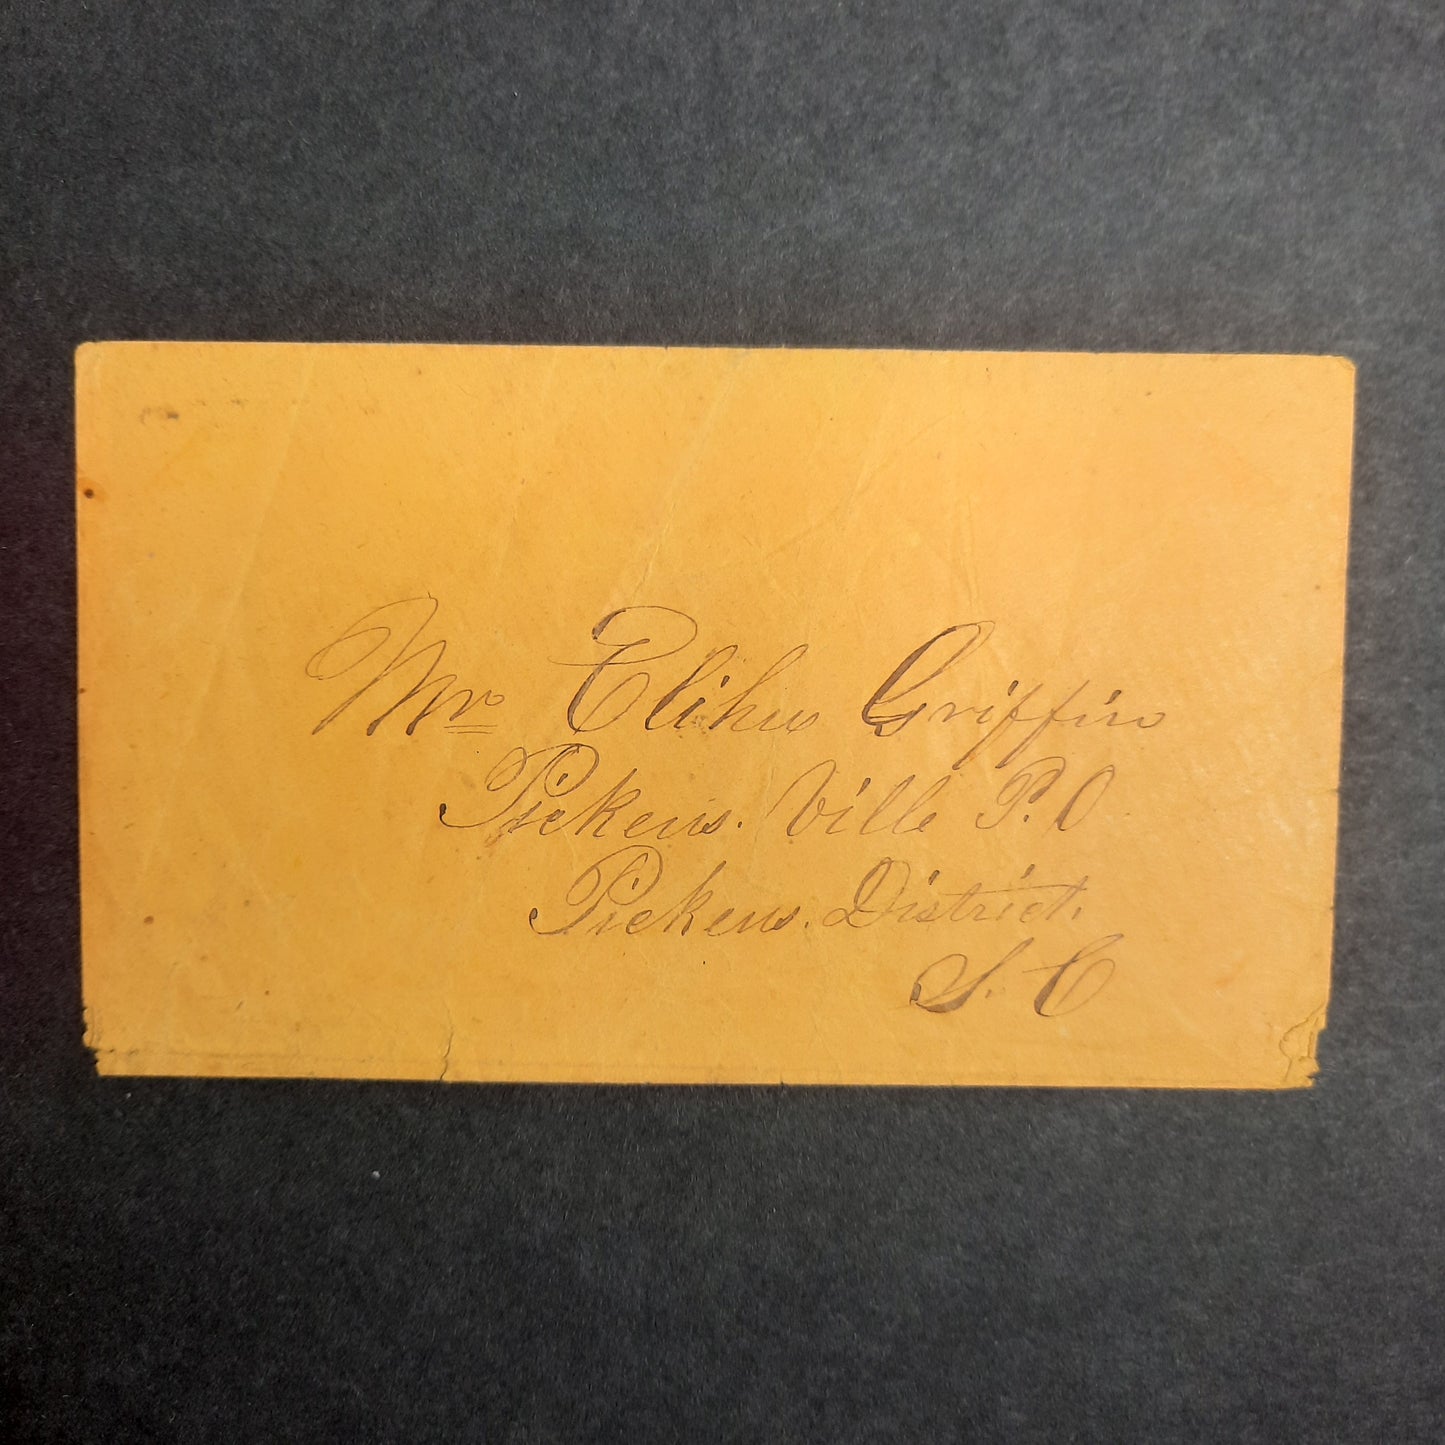 Mr Elihu Griffin
Pickens. Ville P. O
Pickens. District.
S. C